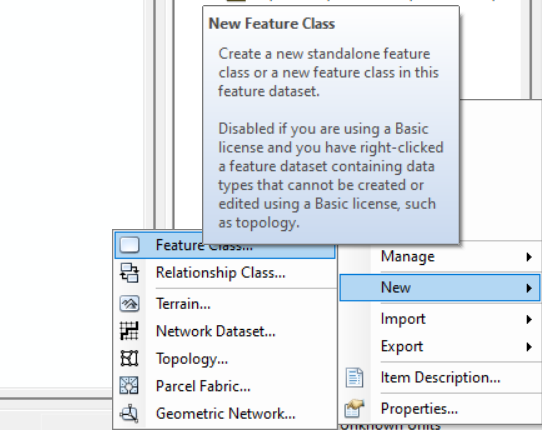 New Feature Class
Create a new standalone feature
class or a new feature class in this
feature dataset.
Disabled if you are using a Basic
license and you have right-clicked
a feature dataset containing data
types that cannot be created or
edited using a Basic license, such
as topology.
Feature Class...
Relationship Class...
Terrain...
Network Dataset...
Topology...
Parcel Fabric...
Geometric Network...
Manage
New
Import
Export
Item Description...
Properties...
Unknown Units